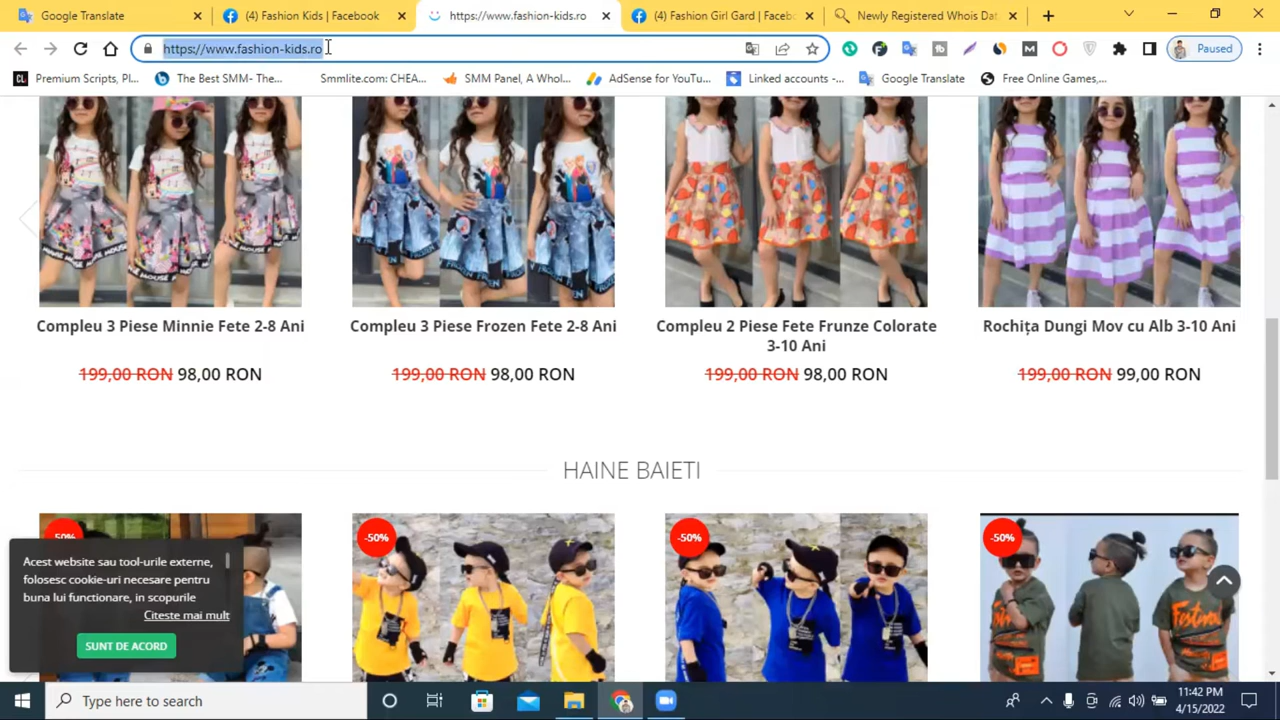 Google Translate
(4) Fashion Kids | Facebook
https://www.fashion-kids.ro
(4) Fashion Girl Gard | Faceb
Newly Registered Whois Dat
https://www.fashion-kids.ro
Paused
CL Premium Scripts, Pl...
The Best SMM- The...
Smmlite.com: CHEA...
SMM Panel, A Whol...
AdSense for YouTu...
Linked accounts -...
Google Translate
Free Online Games,...
Compleu 3 Piese Minnie Fete 2-8 Ani
Compleu 3 Piese Frozen Fete 2-8 Ani
Compleu 2 Piese Fete Frunze Colorate
3-10 Ani
Rochița Dungi Mov cu Alb 3-10 Ani
199,00 RON 98,00 RON
199,00 RON 98,00 RON
199,00 RON 98,00 RON
199,00 RON 99,00 RON
HAINE BAIETI
-50%
-50%
-50%
-50%
Acest website sau tool-urile externe,
folosesc cookie-uri necesare pentru
buna lui functionare, in scopurile
Citeste mai mult
SUNT DE ACORD
Type here to search
11:42 PM
4/15/2022